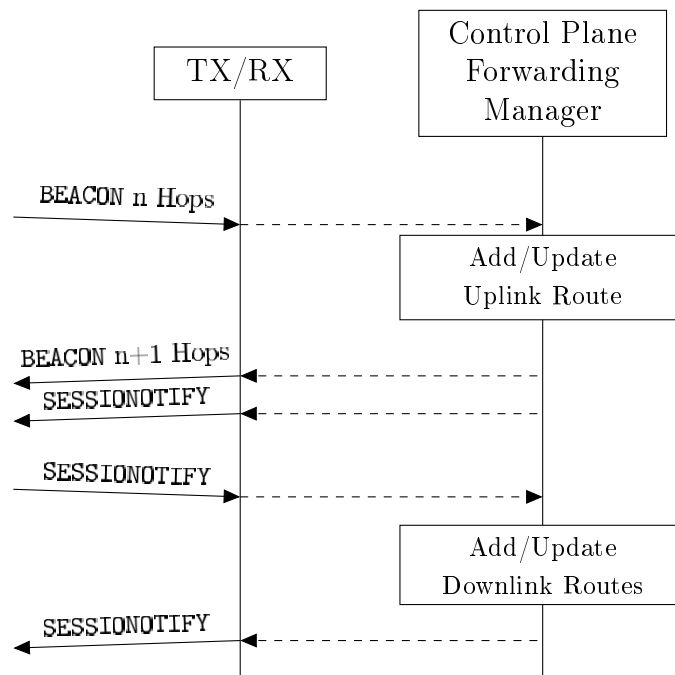 TX/RX
Control Plane
Forwarding
Manager
BEACON n Hops
Add/Update
Uplink Route
BEACON n+1 Hops
SESSIONOTIFY
SESSIONOTIFY
Add/Update
Downlink Routes
SESSIONOTIFY